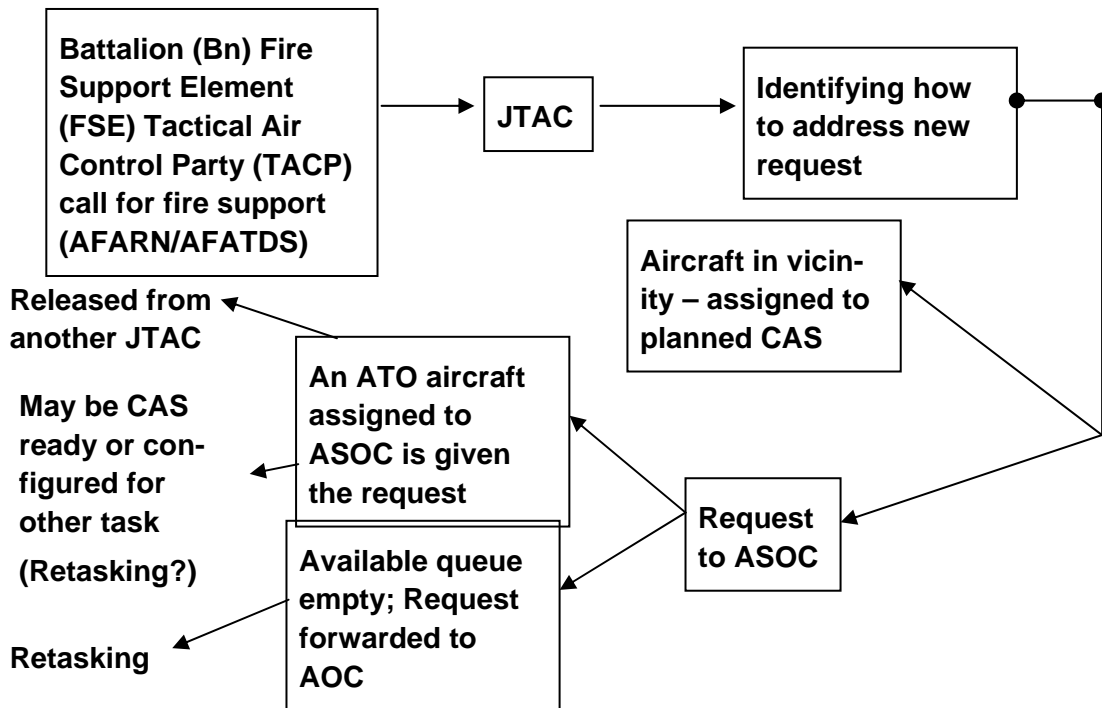 Battalion (Bn) Fire
Support Element
(FSE) Tactical Air
Control Party (TACP)
call for fire support
(AFARN/AFATDS)
JTAC
Identifying how
to address new
request
Aircraft in vicin-
ity – assigned to
planned CAS
Released from
another JTAC
An ATO aircraft
assigned to
ASOC is given
the request
May be CAS
ready or con-
figured for
other task
(Retasking?)
Request
to ASOC
Available queue
empty; Request
forwarded to
AOC
Retasking